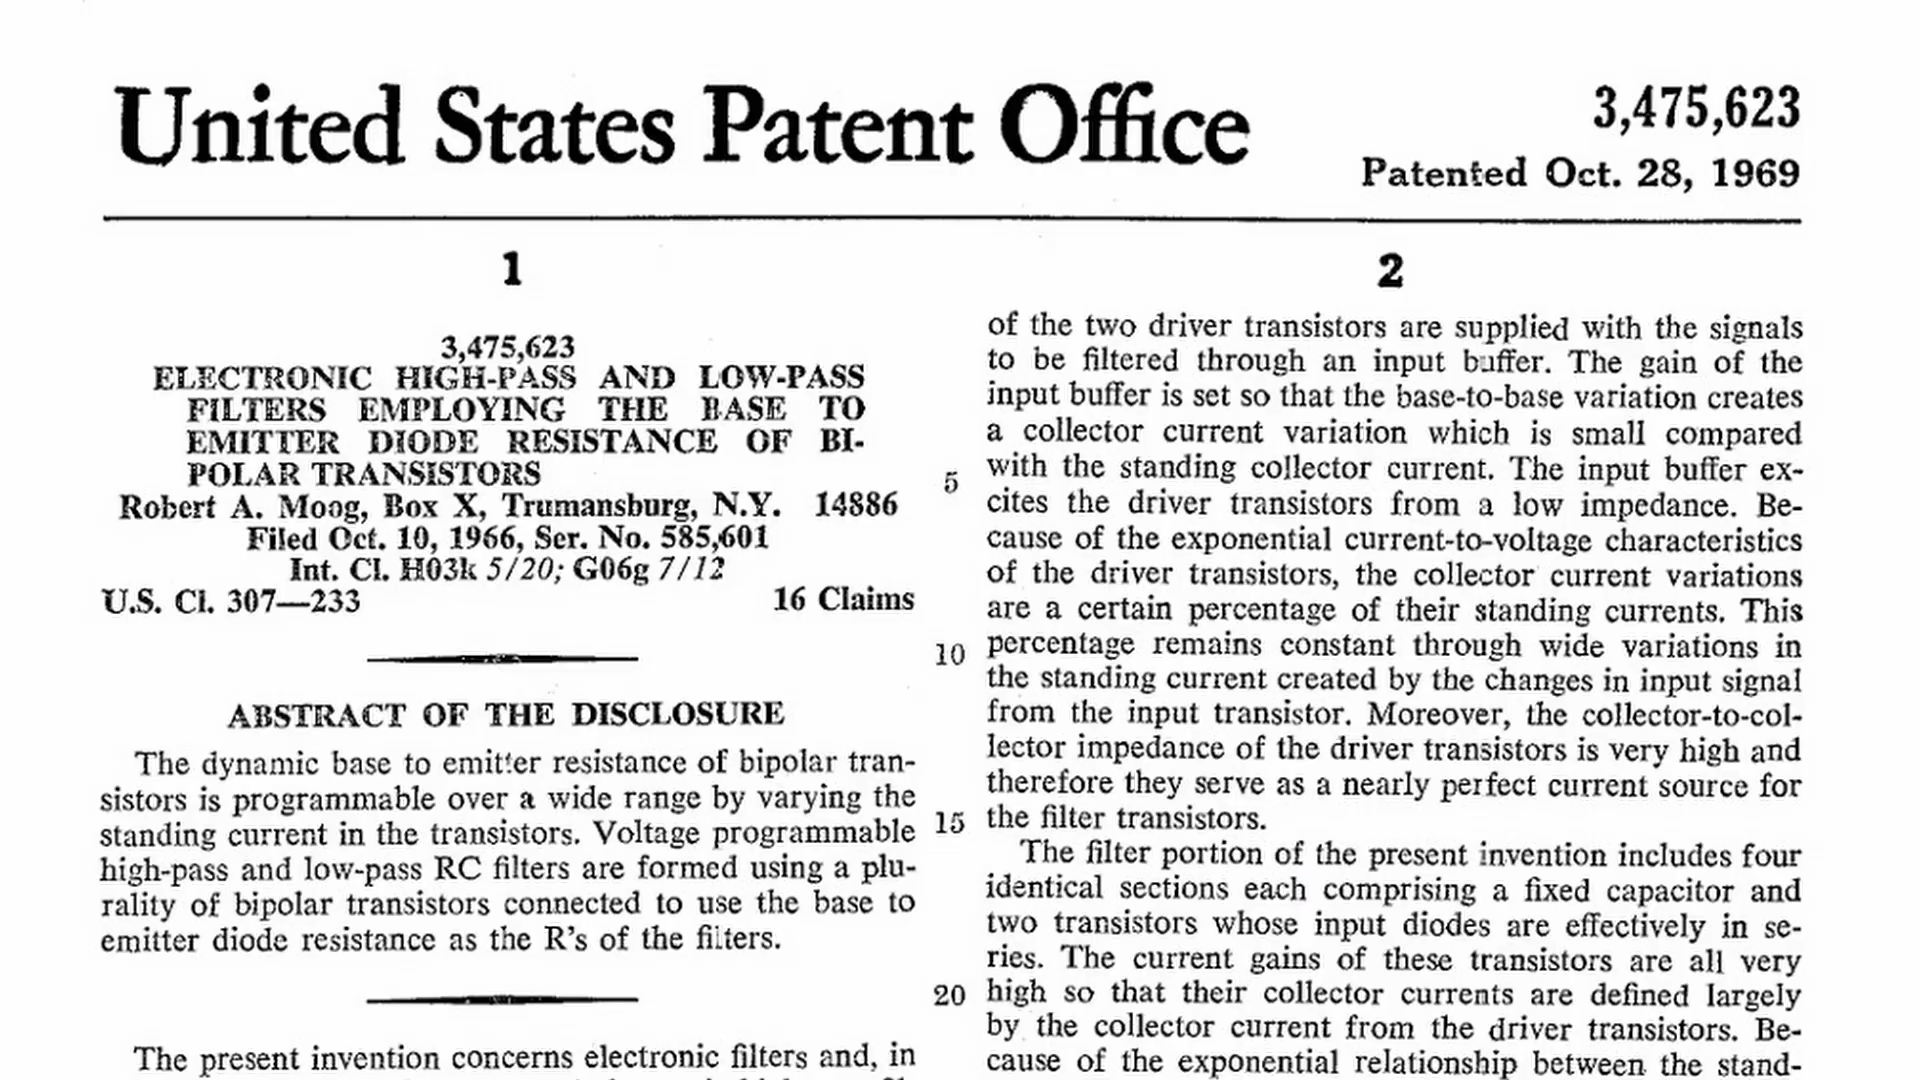 United States Patent Office
3,475,623
Patented Oct. 28, 1969
1
3,475,623
ELECTRONIC HIGH-PASS AND LOW-PASS
FILTERS EMPLOYING THE BASE TO
EMITTER DIODE RESISTANCE OF BI-
POLAR TRANSISTORS
Robert A. Moog, Box X, Trumansburg, N.Y. 14886
Filed Oct. 10, 1966, Ser. No. 585,601
Int. Cl. H03k 5/20; G06g 7/12
U.S. Cl. 307—233 16 Claims
ABSTRACT OF THE DISCLOSURE
The dynamic base to emitter resistance of bipolar tran-
sistors is programmable over a wide range by varying the
standing current in the transistors. Voltage programmable
high-pass and low-pass RC filters are formed using a plu-
rality of bipolar transistors connected to use the base to
emitter diode resistance as the R's of the filters.
The present invention concerns electronic filters and, in
2
of the two driver transistors are supplied with the signals
to be filtered through an input buffer. The gain of the
input buffer is set so that the base-to-base variation creates
a collector current variation which is small compared
5 with the standing collector current. The input buffer ex-
cites the driver transistors from a low impedance. Be-
cause of the exponential current-to-voltage characteristics
of the driver transistors, the collector current variations
are a certain percentage of their standing currents. This
10 percentage remains constant through wide variations in
the standing current created by the changes in input signal
from the input transistor. Moreover, the collector-to-col-
lector impedance of the driver transistors is very high and
therefore they serve as a nearly perfect current source for
15 the filter transistors.
The filter portion of the present invention includes four
identical sections each comprising a fixed capacitor and
two transistors whose input diodes are effectively in se-
ries. The current gains of these transistors are all very
20 high so that their collector currents are defined largely
by the collector current from the driver transistors. Be-
cause of the exponential relationship between the stand-